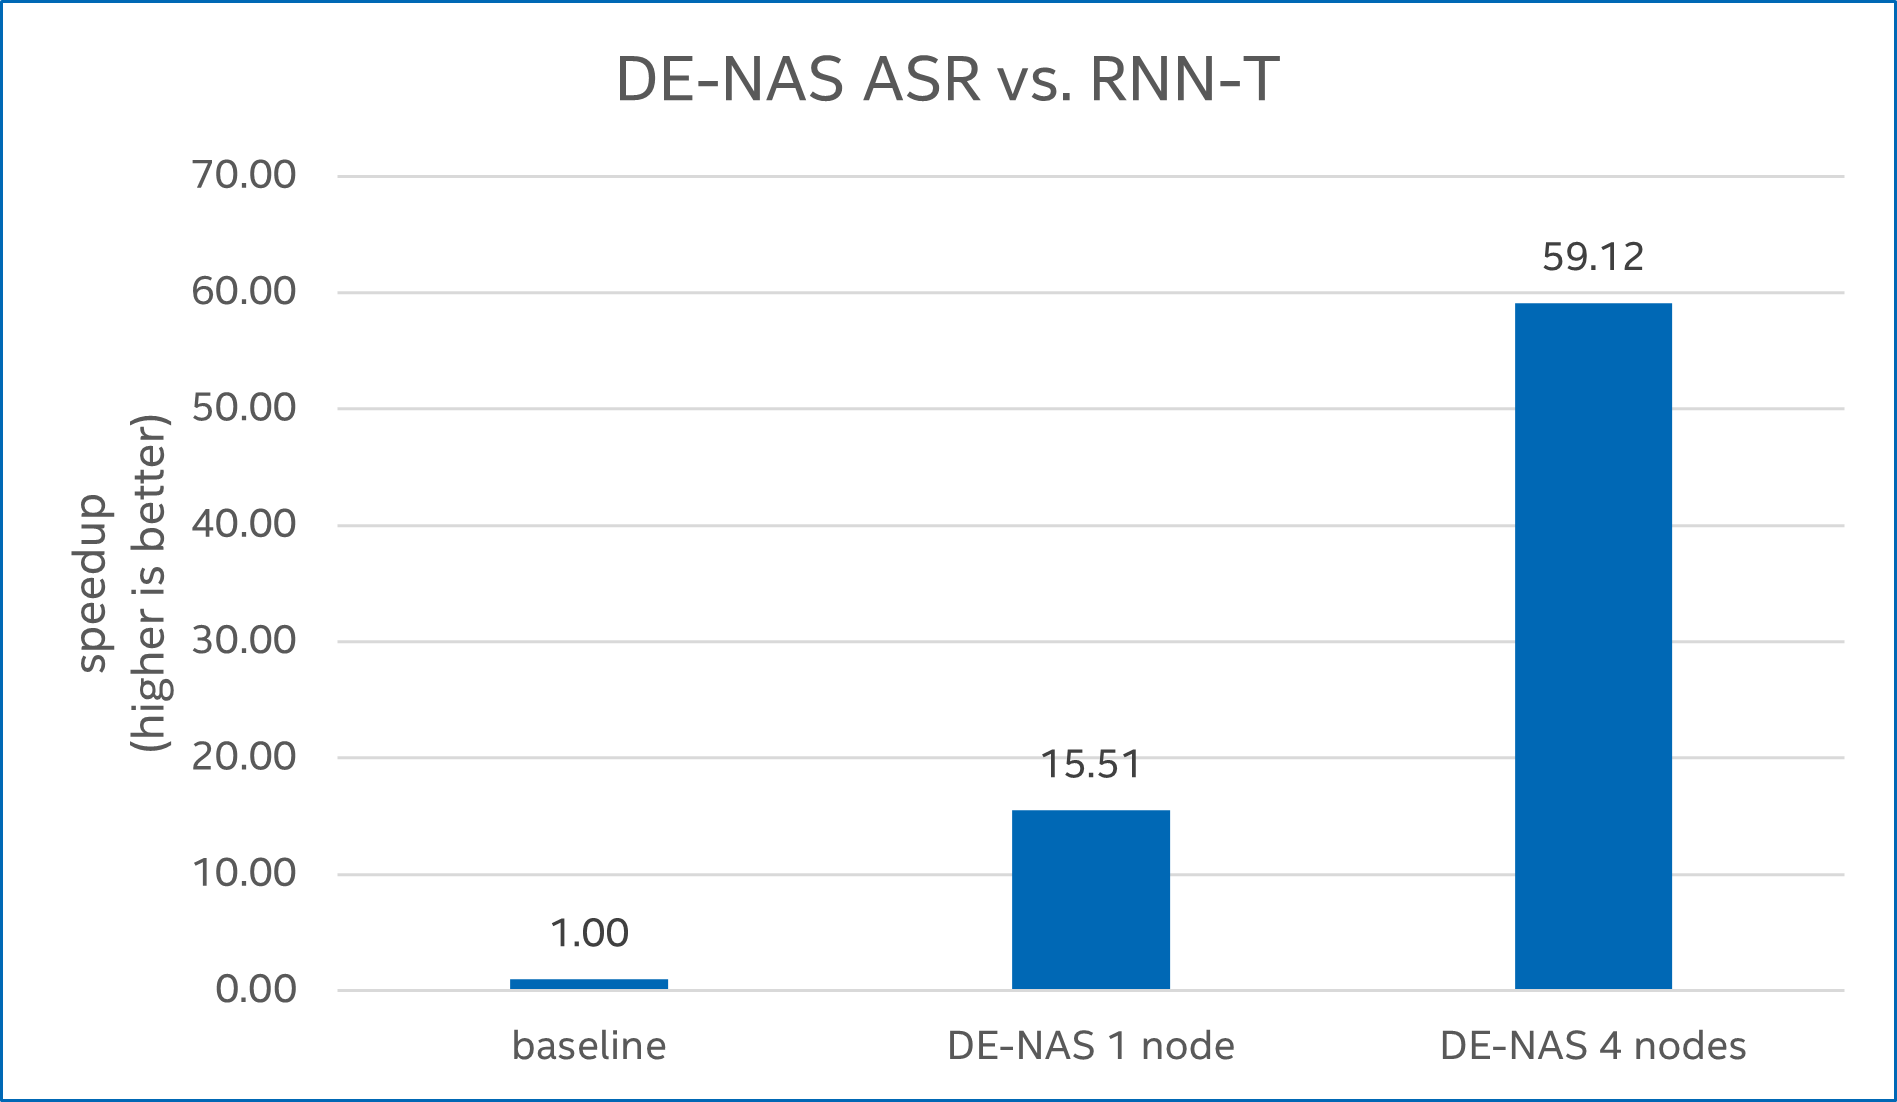 DE-NAS ASR vs. RNN-T
speedup
(higher is better)
70.00
60.00
50.00
40.00
30.00
20.00
10.00
0.00
1.00
15.51
59.12
baseline
DE-NAS 1 node
DE-NAS 4 nodes